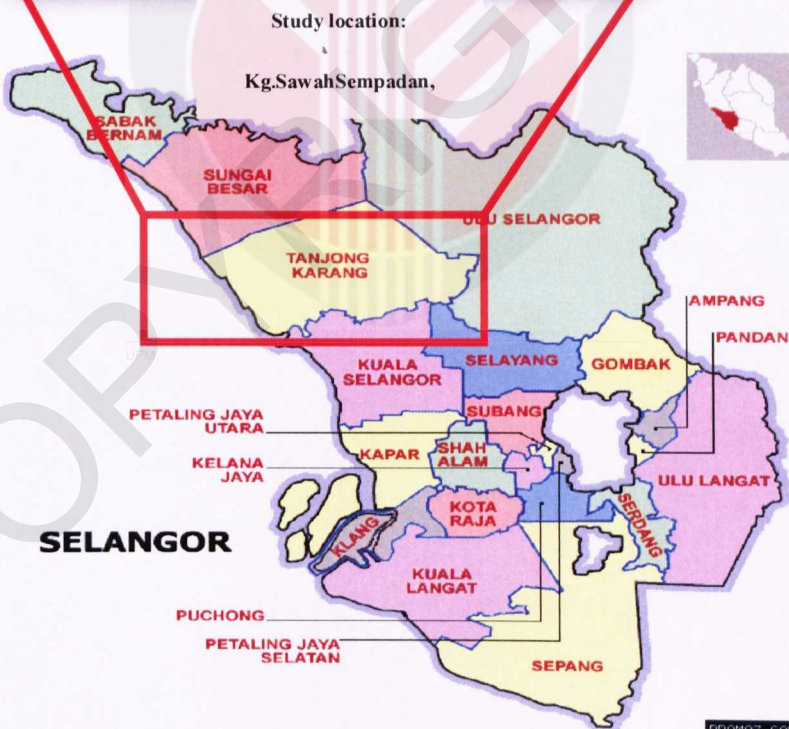 Study location:
Kg.SawahSempadan,
SABAK
BERNAM
SUNGAI
BESAR
ULU SELANGOR
TANJONG
KARANG
AMPANG
PANDAN
UPM
KUALA
SELANGOR
SELAYANG
GOMBAK
PETALING JAYA
UTARA
SUBANG
KAPAR
SHAH
ALAM
KELANA
JAYA
ULU LANGAT
SERDANG
KOTA
RAJA
SELANGOR
KLANG
KUALA
LANGAT
PUCHONG
PETALING JAYA
SELATAN
SEPANG
OPYRIG